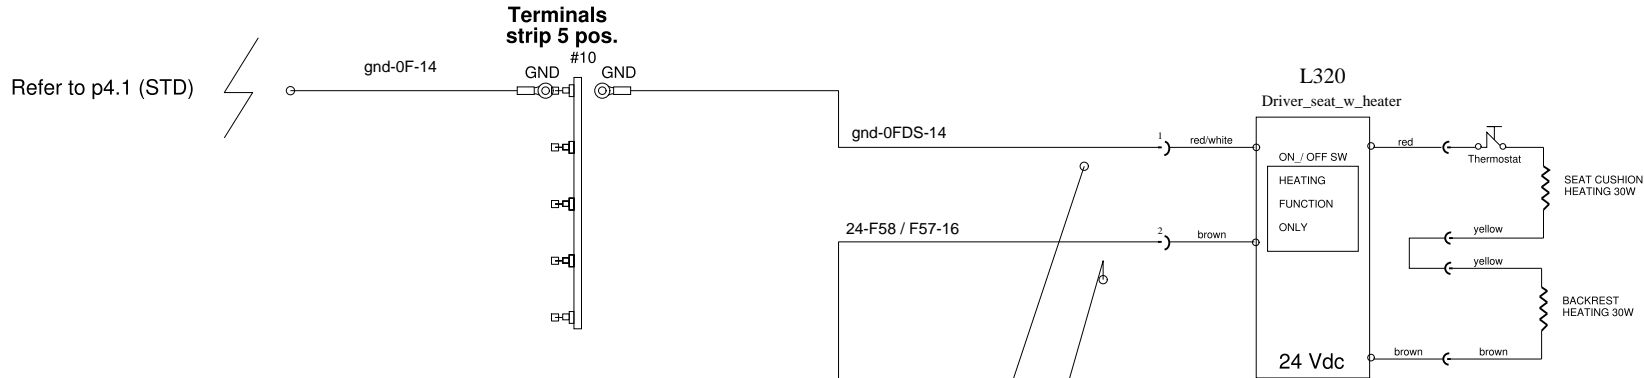 Terminals
strip 5 pos.
#10
gnd-0F-14
GND
GND
Refer to p4.1 (STD)
L320
Driver_seat_w_heater
gnd-0FDS-14
1
red/white
ON_/ OFF SW
HEATING
FUNCTION
ONLY
red
Thermostat
SEAT CUSHION
HEATING 30W
24-F58 / F57-16
2
brown
yellow
yellow
BACKREST
HEATING 30W
24 Vdc
brown
brown